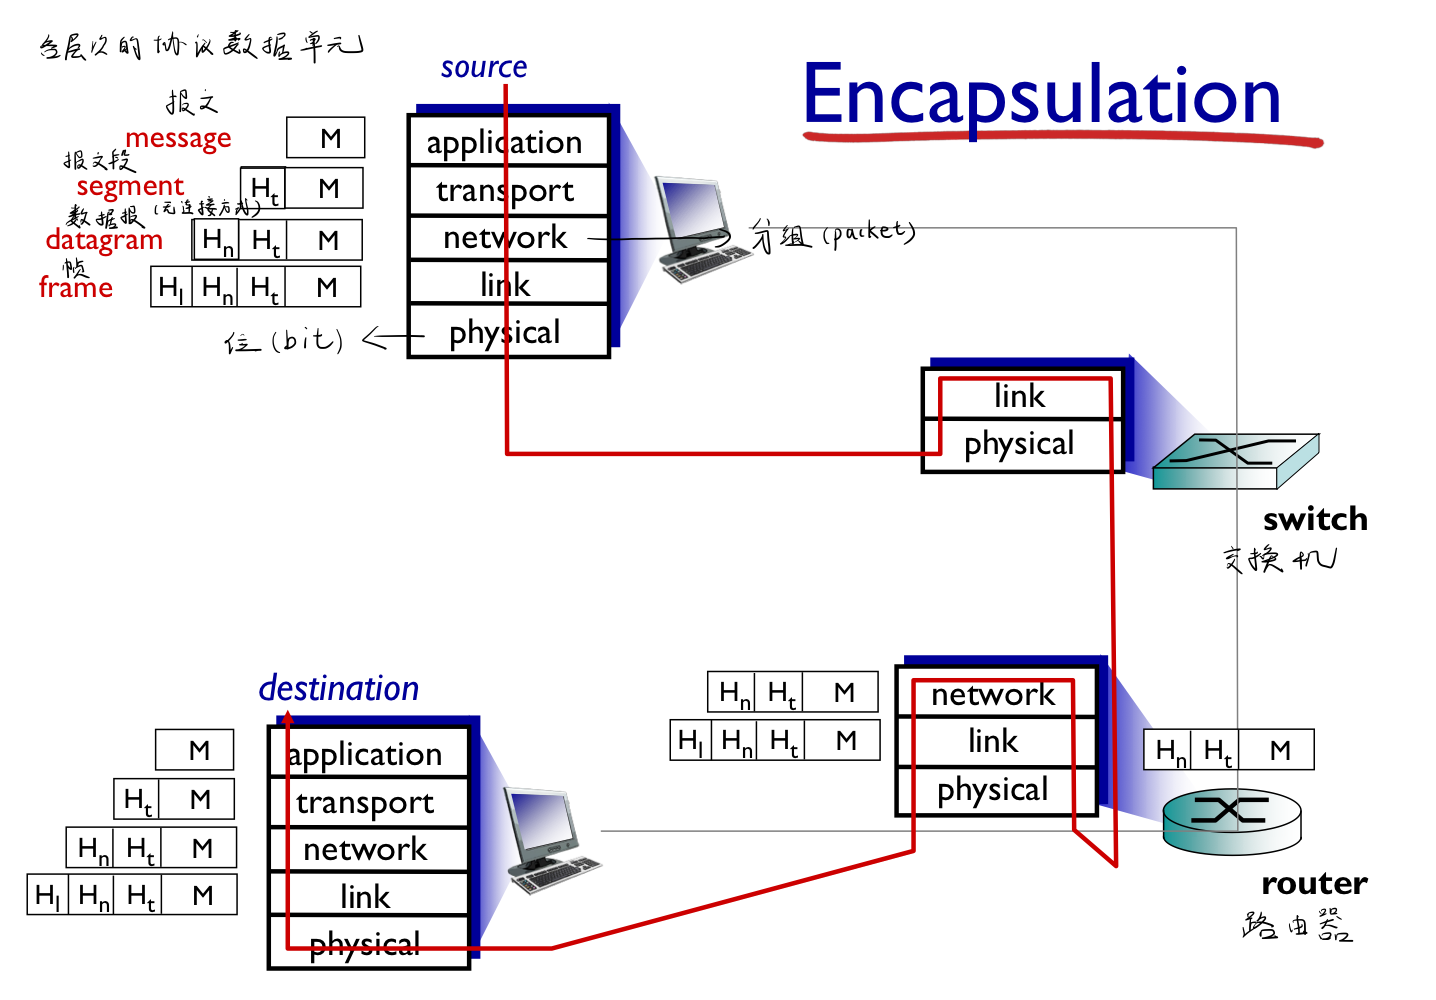 各层次的协议数据单元
Encapsulation
source
报文
message M
报文段
segment Ht M
数据报 (无连接方式)
datagram Hn Ht M
帧
frame Hl Hn Ht M
application
transport
network
link
physical
分组 (packet)
位 (bit)
link
physical
switch
交换机
destination
M
Ht M
Hn Ht M
Hl Hn Ht M
application
transport
network
link
physical
Hn Ht M
Hl Hn Ht M
network
link
physical
Hn Ht M
router
路由器